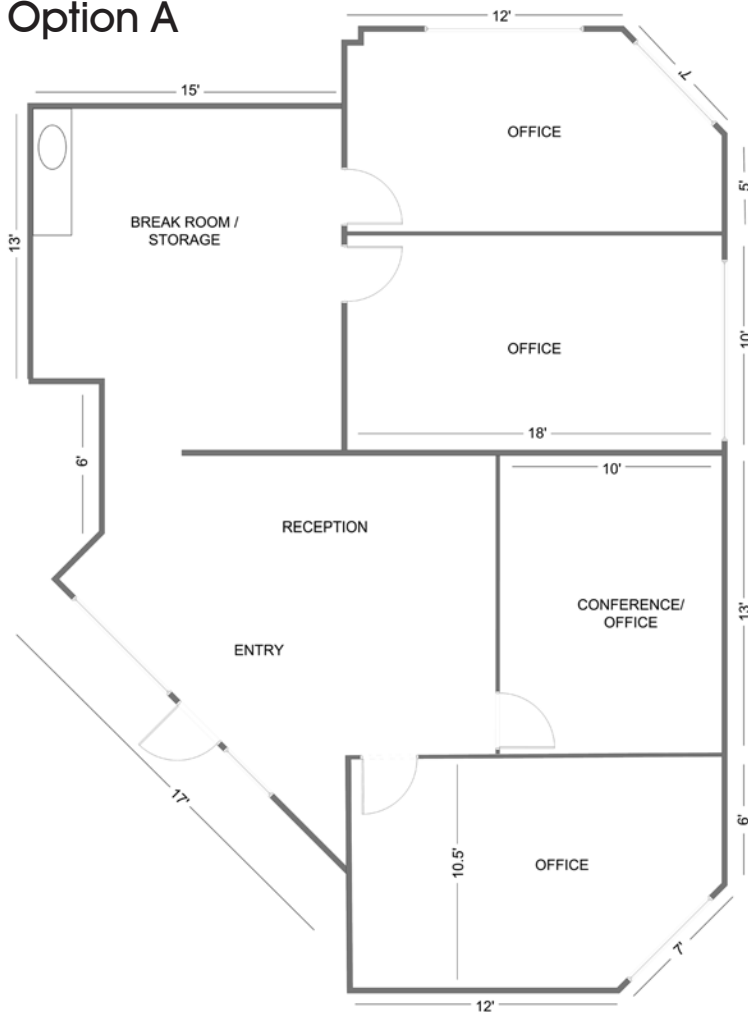 Option A
12'
7'
15'
OFFICE
5'
BREAK ROOM /
STORAGE
13'
10'
OFFICE
18'
6'
10'
RECEPTION
CONFERENCE/
OFFICE
13'
ENTRY
17'
6'
10.5'
OFFICE
7'
12'